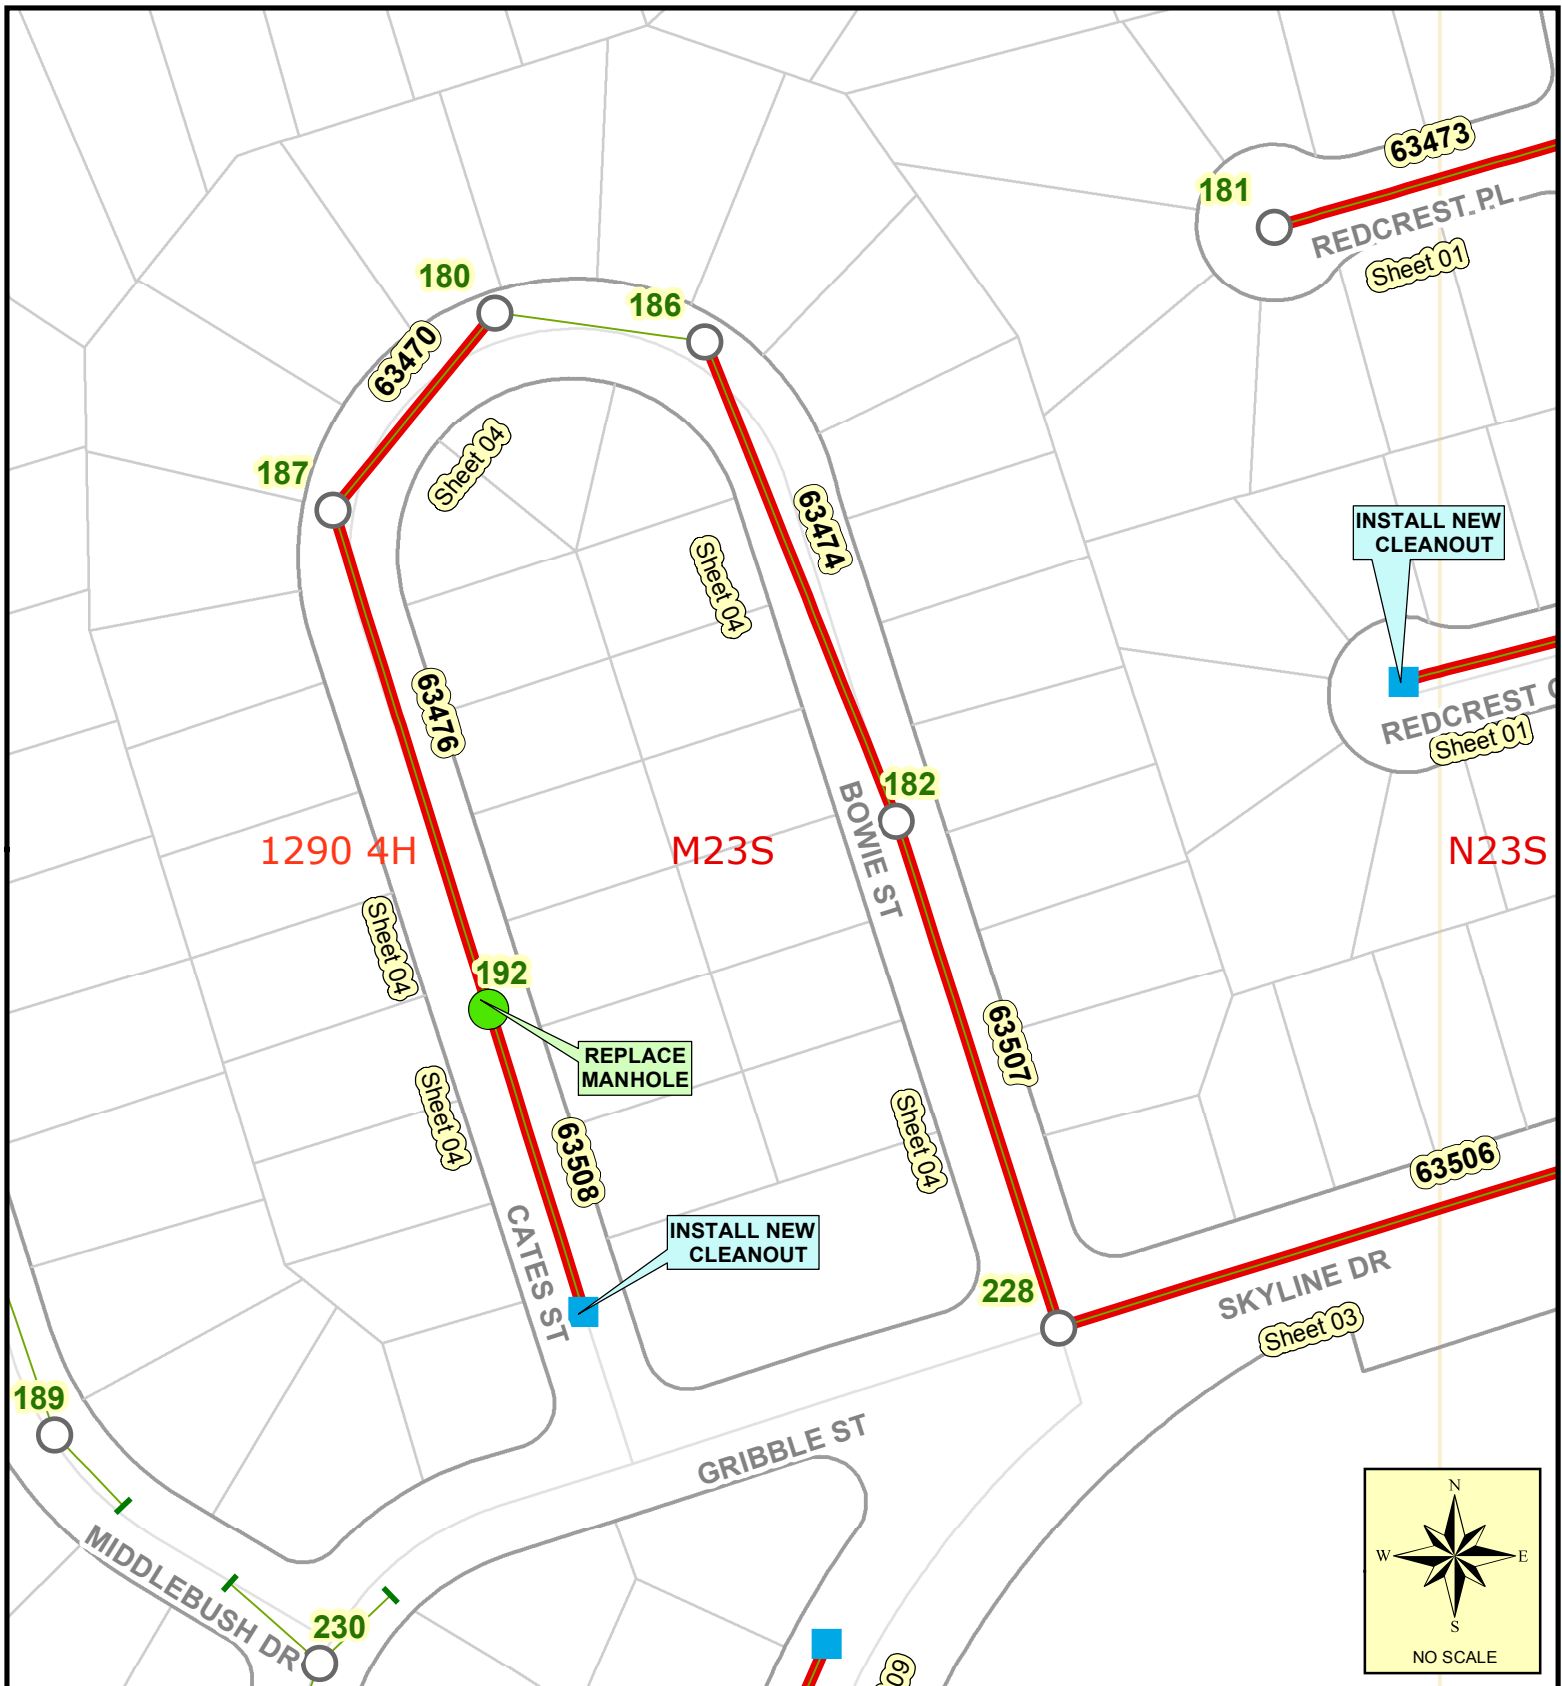 63473
181
REDCREST PL
Sheet 01
180
186
63470
187
Sheet 04
63474
INSTALL NEW
CLEANOUT
Sheet 04
63476
REDCREST
Sheet 01
182
BOWIE ST
1290 4H
M23S
N23S
Sheet 04
192
REPLACE
MANHOLE
63507
Sheet 04
63508
Sheet 04
63506
CATES ST
INSTALL NEW
CLEANOUT
228
SKYLINE DR
Sheet 03
189
GRIBBLE ST
MIDDLEBUSH DR
230
09
N
W
E
S
NO SCALE